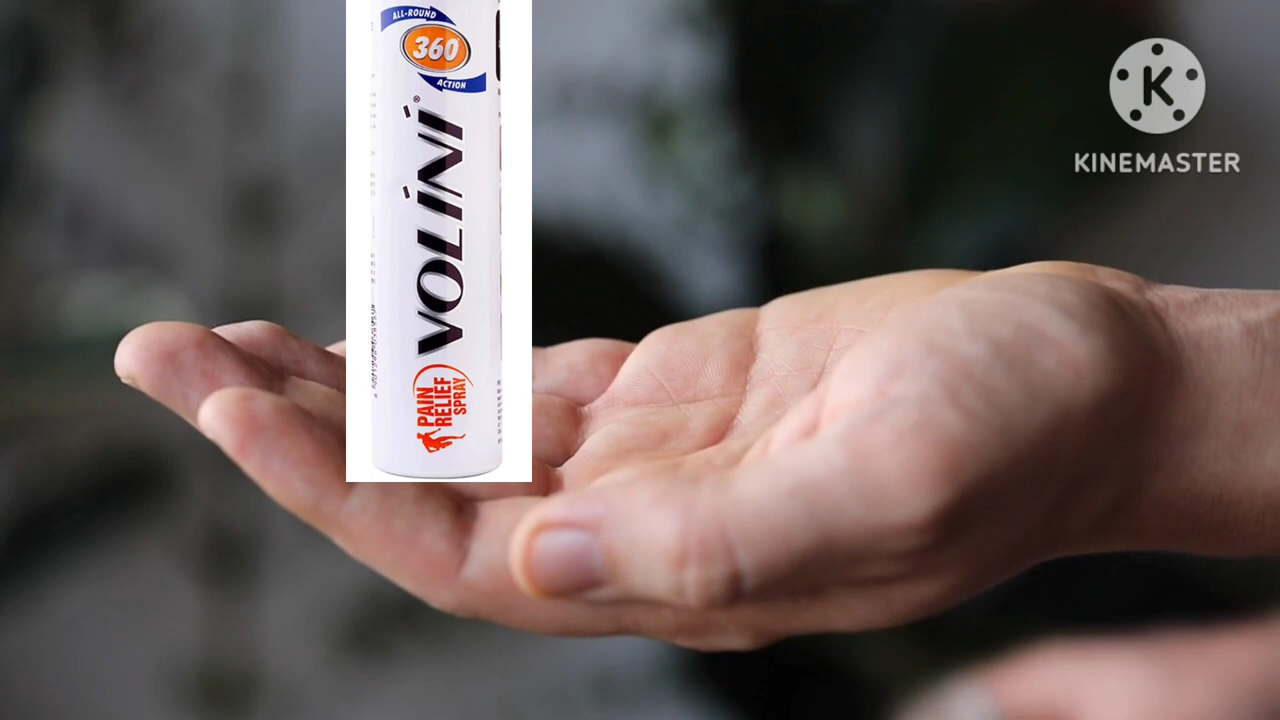 ALL-ROUND
360
ACTION
VOLINI®
PAIN
RELIEF
SPRAY
K
KINEMASTER